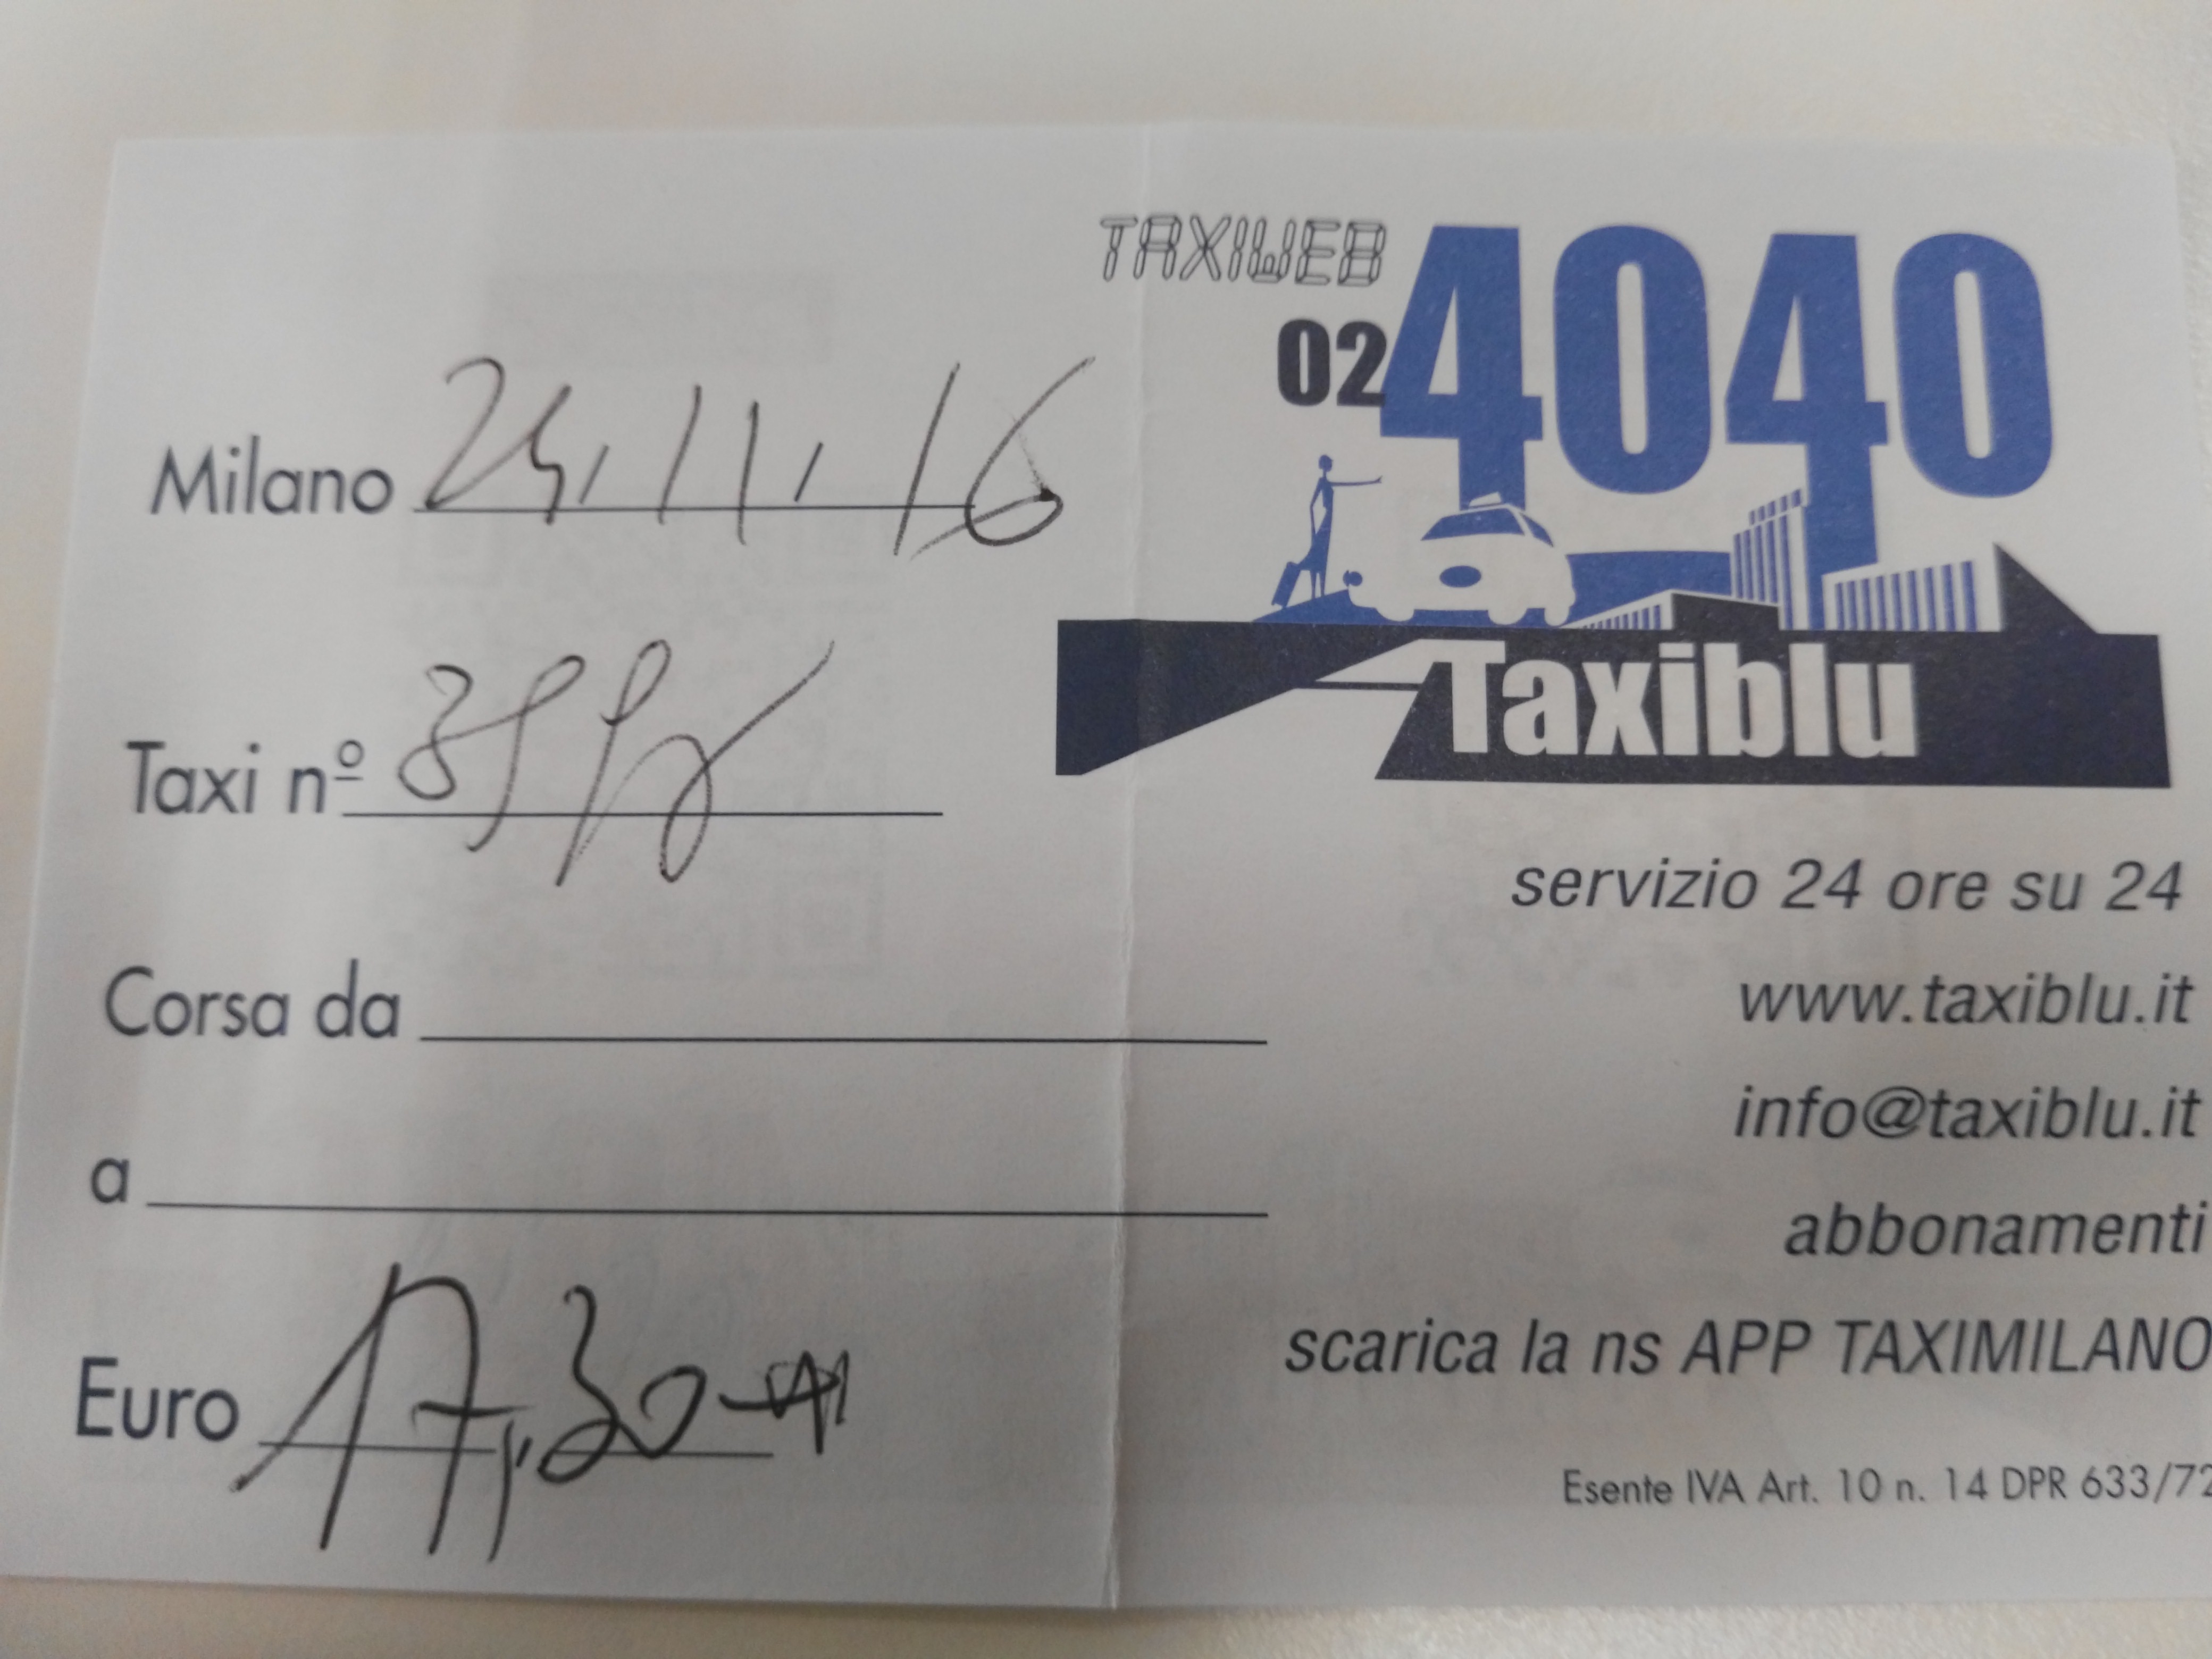 TAXIWEB
02 4040
Taxiblu
Milano 24, 11, 16
Taxi nº
Corsa da
a
Euro 17,30
servizio 24 ore su 24
www.taxiblu.it
info@taxiblu.it
abbonamenti
scarica la ns APP TAXIMILANO
Esente IVA Art. 10 n. 14 DPR 633/72